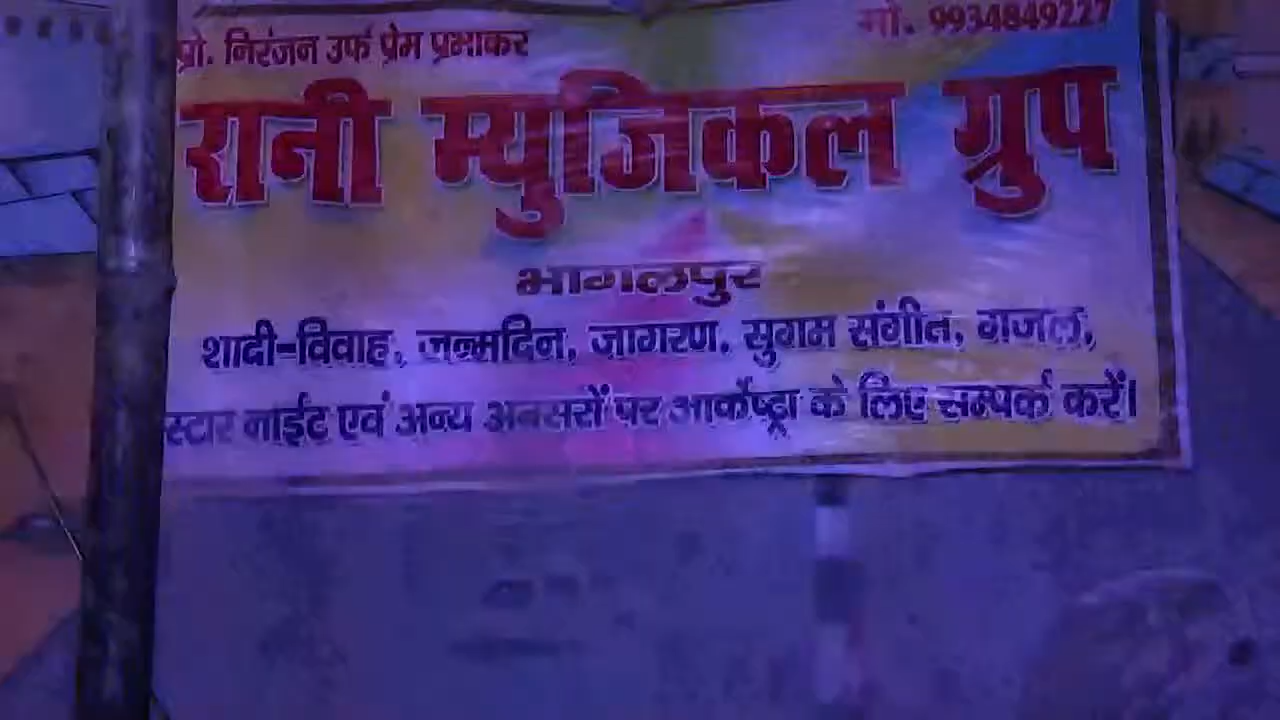 प्रो. निरंजन उर्फ प्रेम प्रभाकर मो. 9934849227
रानी म्युजिकल ग्रुप
भागलपुर
शादी-विवाह, जन्मदिन, जागरण, सुगम संगीत, गजल,
स्टार नाईट एवं अन्य अवसरों पर आर्केष्ट्रा के लिए सम्पर्क करें।